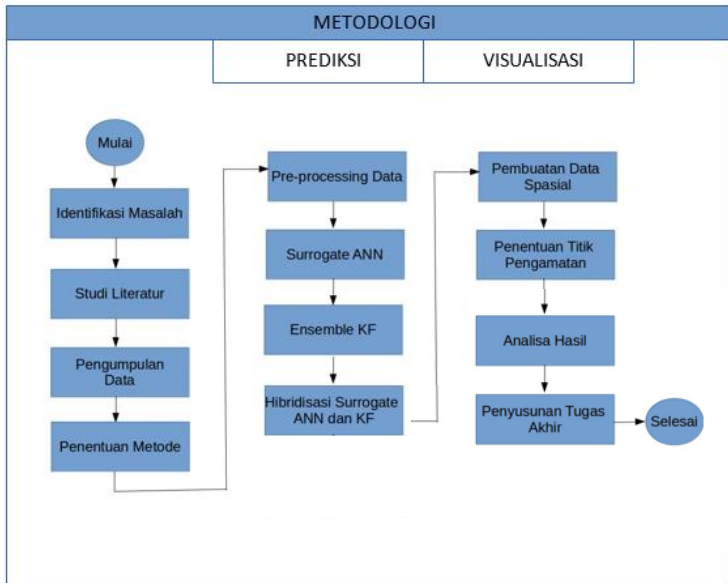 METODOLOGI
PREDIKSI
VISUALISASI
Mulai
Identifikasi Masalah
Studi Literatur
Pengumpulan
Data
Penentuan Metode
Pre-processing Data
Surrogate ANN
Ensemble KF
Hibridisasi Surrogate
ANN dan KF
Pembuatan Data
Spasial
Penentuan Titik
Pengamatan
Analisa Hasil
Penyusunan Tugas
Akhir
Selesai